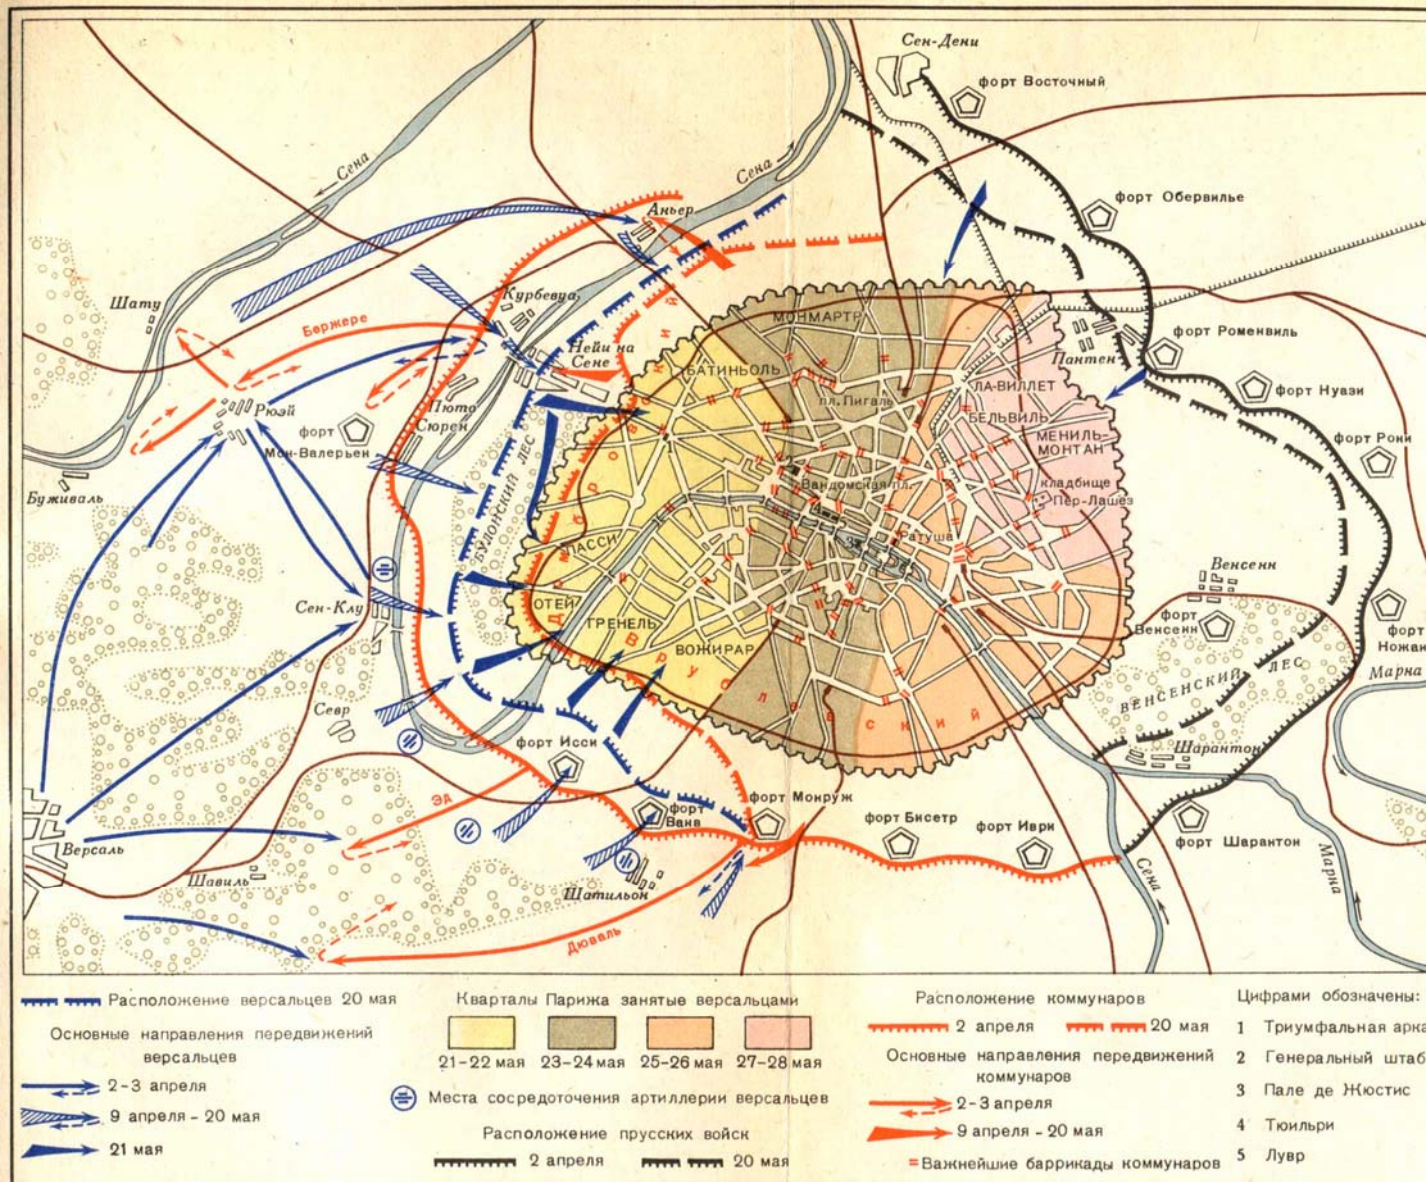 Сен-Дени
форт Восточный
Сена
Сена
форт Обервилье
Аньер
Шату
Курбевуа
Бержере
Нейи на
Сене
МОНМАРТР
форт Роменвиль
Пантен
БАТИНЬОЛЬ
ЛА-ВИЛЛЕТ
форт Нуази
Рюэй
Пюто
Сюрен
пл. Пигаль
БЕЛЬВИЛЬ
МЕНИЛЬ-
МОНТАН
форт
Мон-Валерьен
форт Рони
Буживаль
БУЛОНСКИЙ ЛЕС
Вандомская пл.
кладбище
Пер-Лашез
ПАССИ
3
Ратуша
1
Венсенн
Сен-Клу
ОТЕЙ
ГРЕНЕЛЬ
форт
Венсенн
форт
Ножан
ВОЖИРАР
Домбровский
Врублевский
ВЕНСЕНСКИЙ ЛЕС
Марна
Севр
форт Исси
Шарантон
Эд
форт
Ванв
форт Монруж
форт Бисетр
форт Иври
форт Шарантон
Версаль
Шавиль
Шатильон
Сена
Марна
Дюваль
Расположение версальцев 20 мая
Основные направления передвижений
версальцев
2-3 апреля
9 апреля - 20 мая
21 мая
Кварталы Парижа занятые версальцами
21-22 мая 23-24 мая 25-26 мая 27-28 мая
Места сосредоточения артиллерии версальцев
Расположение прусских войск
2 апреля 20 мая
Расположение коммунаров
2 апреля 20 мая
Основные направления передвижений
коммунаров
2-3 апреля
9 апреля - 20 мая
Важнейшие баррикады коммунаров
Цифрами обозначены:
1 Триумфальная арка
2 Генеральный штаб
3 Пале де Жюстис
4 Тюильри
5 Лувр